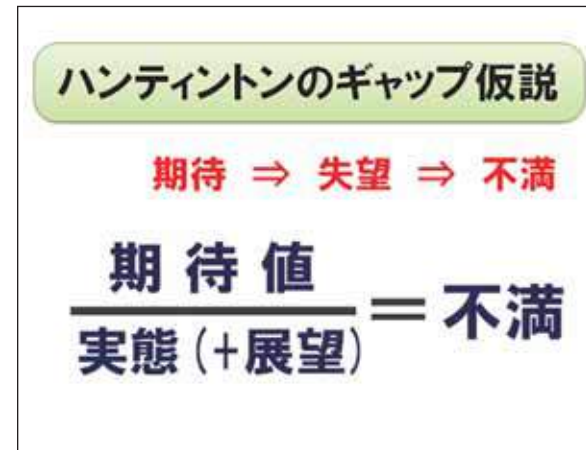 ハンティントンのギャップ仮説
期待 ⇒ 失望 ⇒ 不満
期待値
実態(+展望)
＝不満